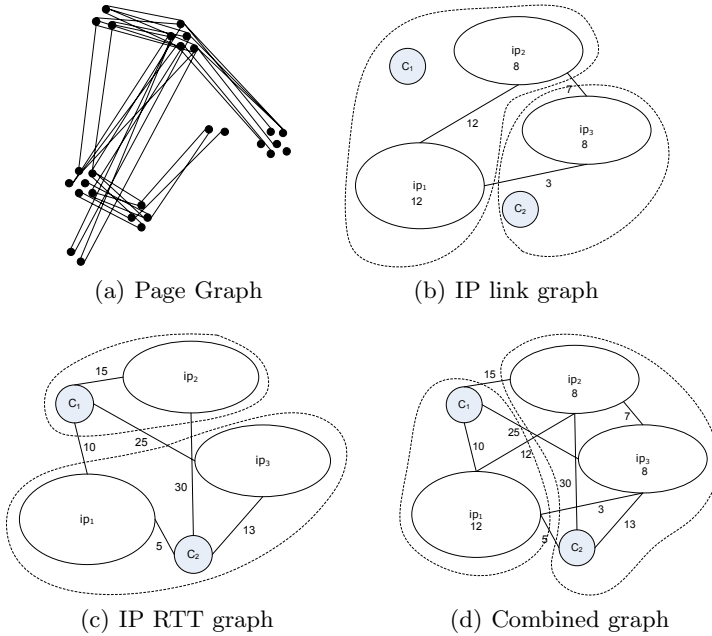 C1
ip2
8
7
12
ip3
8
ip1
12
3
C2
(a) Page Graph
(b) IP link graph
15
ip2
C1
10
25
ip3
30
ip1
13
5
C2
(c) IP RTT graph
15
ip2
8
C1
7
10
25
12
ip3
8
30
ip1
12
3
13
5
C2
(d) Combined graph